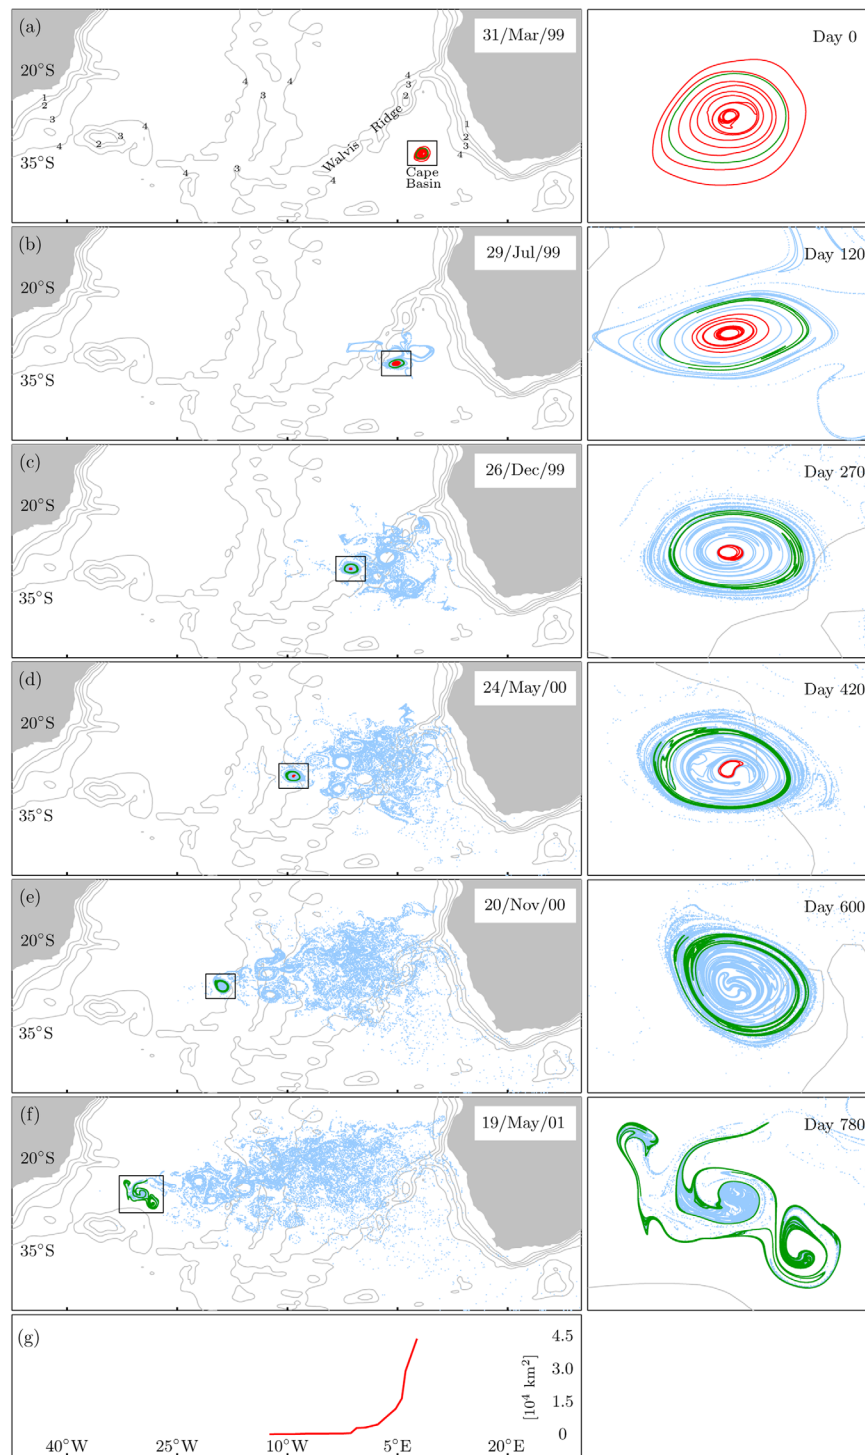 (a)
31/Mar/99
Day 0
20°S
35°S
1
2
3
4
2
3
4
4
3
4
4
3
4
4
3
2
Walvis Ridge
1
2
3
4
Cape
Basin
(b)
29/Jul/99
Day 120
20°S
35°S
(c)
26/Dec/99
Day 270
20°S
35°S
(d)
24/May/00
Day 420
20°S
35°S
(e)
20/Nov/00
Day 600
20°S
35°S
(f)
19/May/01
Day 780
20°S
35°S
(g)
4.5
3.0
1.5
0
[10⁴ km²]
40°W
25°W
10°W
5°E
20°E